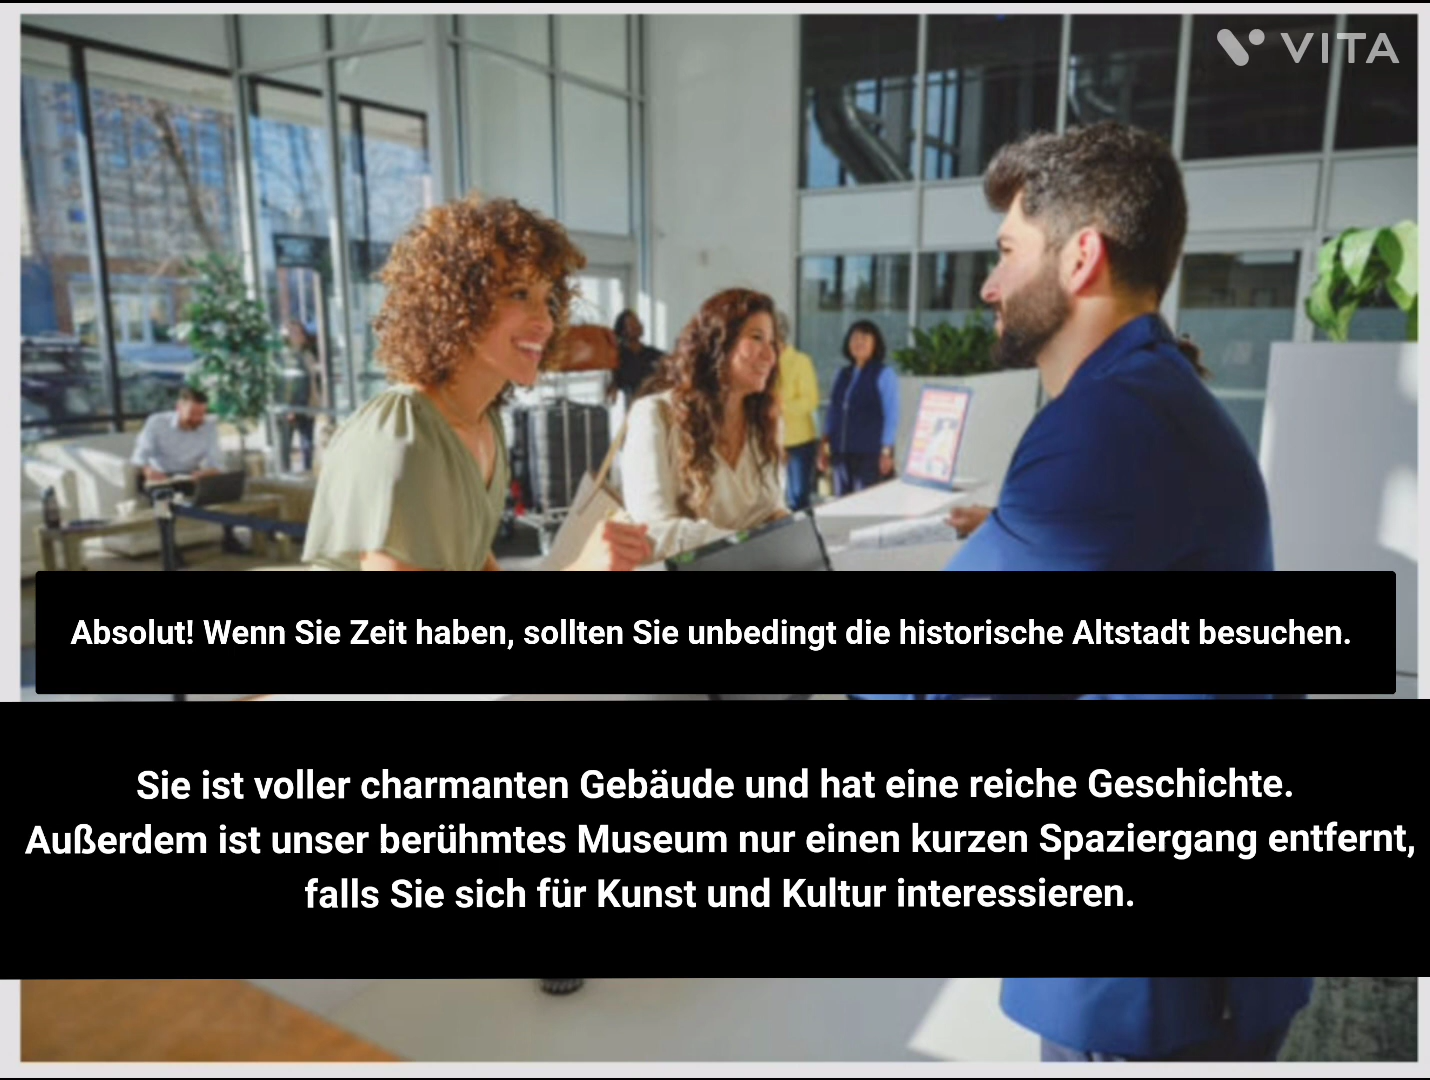 VITA
Absolut! Wenn Sie Zeit haben, sollten Sie unbedingt die historische Altstadt besuchen.
Sie ist voller charmanten Gebäude und hat eine reiche Geschichte.
Außerdem ist unser berühmtes Museum nur einen kurzen Spaziergang entfernt,
falls Sie sich für Kunst und Kultur interessieren.